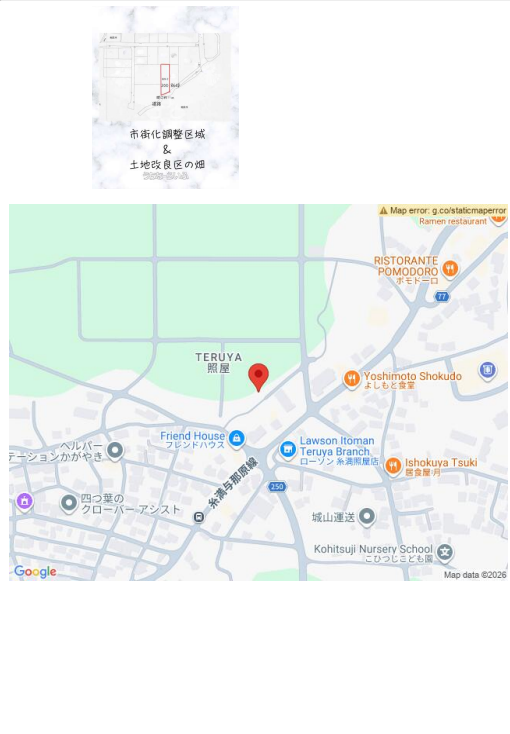 道路
市街化調整区域
&
土地改良区の畑
Map error: g.co/staticmaperror
Ramen restaurant
RISTORANTE
POMODORO
ポモドーロ
77
TERUYA
照屋
Yoshimoto Shokudo
よしもと食堂
Friend House
フレンドハウス
Lawson Itoman
Teruya Branch
ローソン 糸満照屋店
ヘルパー
テーションかがやき
Ishokuya Tsuki
居食屋 月
糸満与那原線
250
四つ葉の
クローバー アシスト
城山運送
Kohitsuji Nursery School
こひつじこども園
Google
Map data ©2026